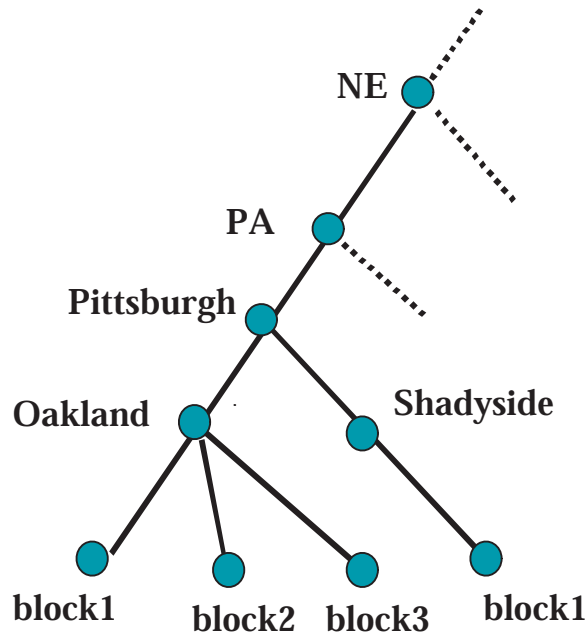 NE
PA
Pittsburgh
Oakland
Shadyside
block1
block2
block3
block1